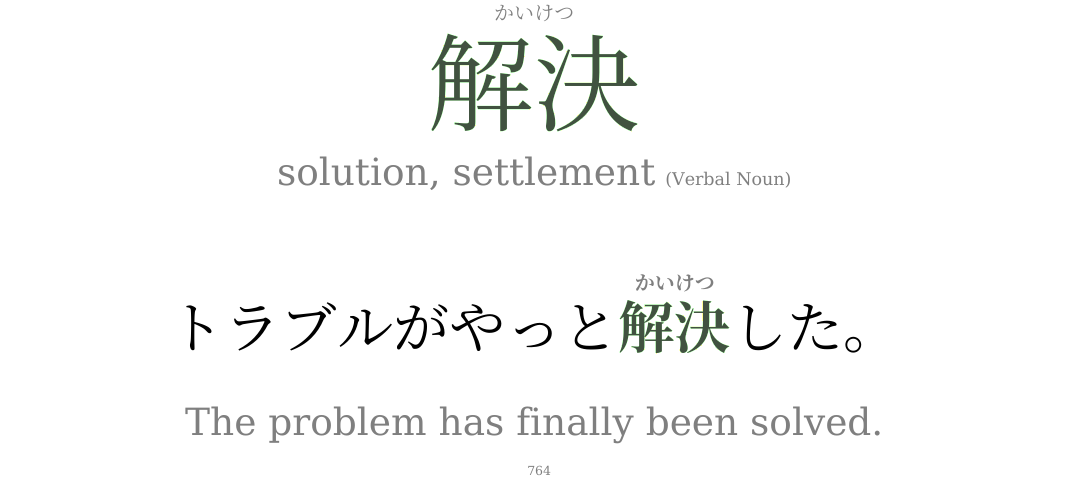 かいけつ
解決
solution, settlement (Verbal Noun)
かいけつ
トラブルがやっと解決した。
The problem has finally been solved.
764